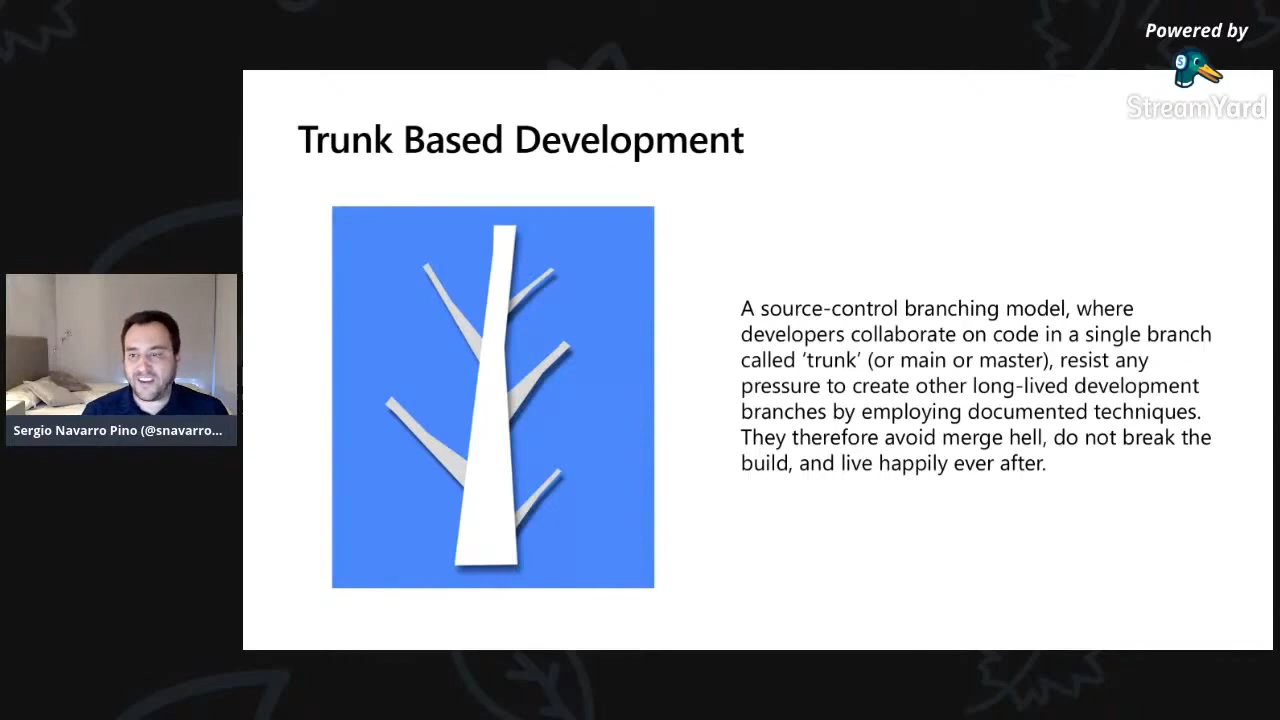 Powered by
StreamYard
Trunk Based Development
A source-control branching model, where
developers collaborate on code in a single branch
called ‘trunk’ (or main or master), resist any
pressure to create other long-lived development
branches by employing documented techniques.
They therefore avoid merge hell, do not break the
build, and live happily ever after.
Sergio Navarro Pino (@snavarro...